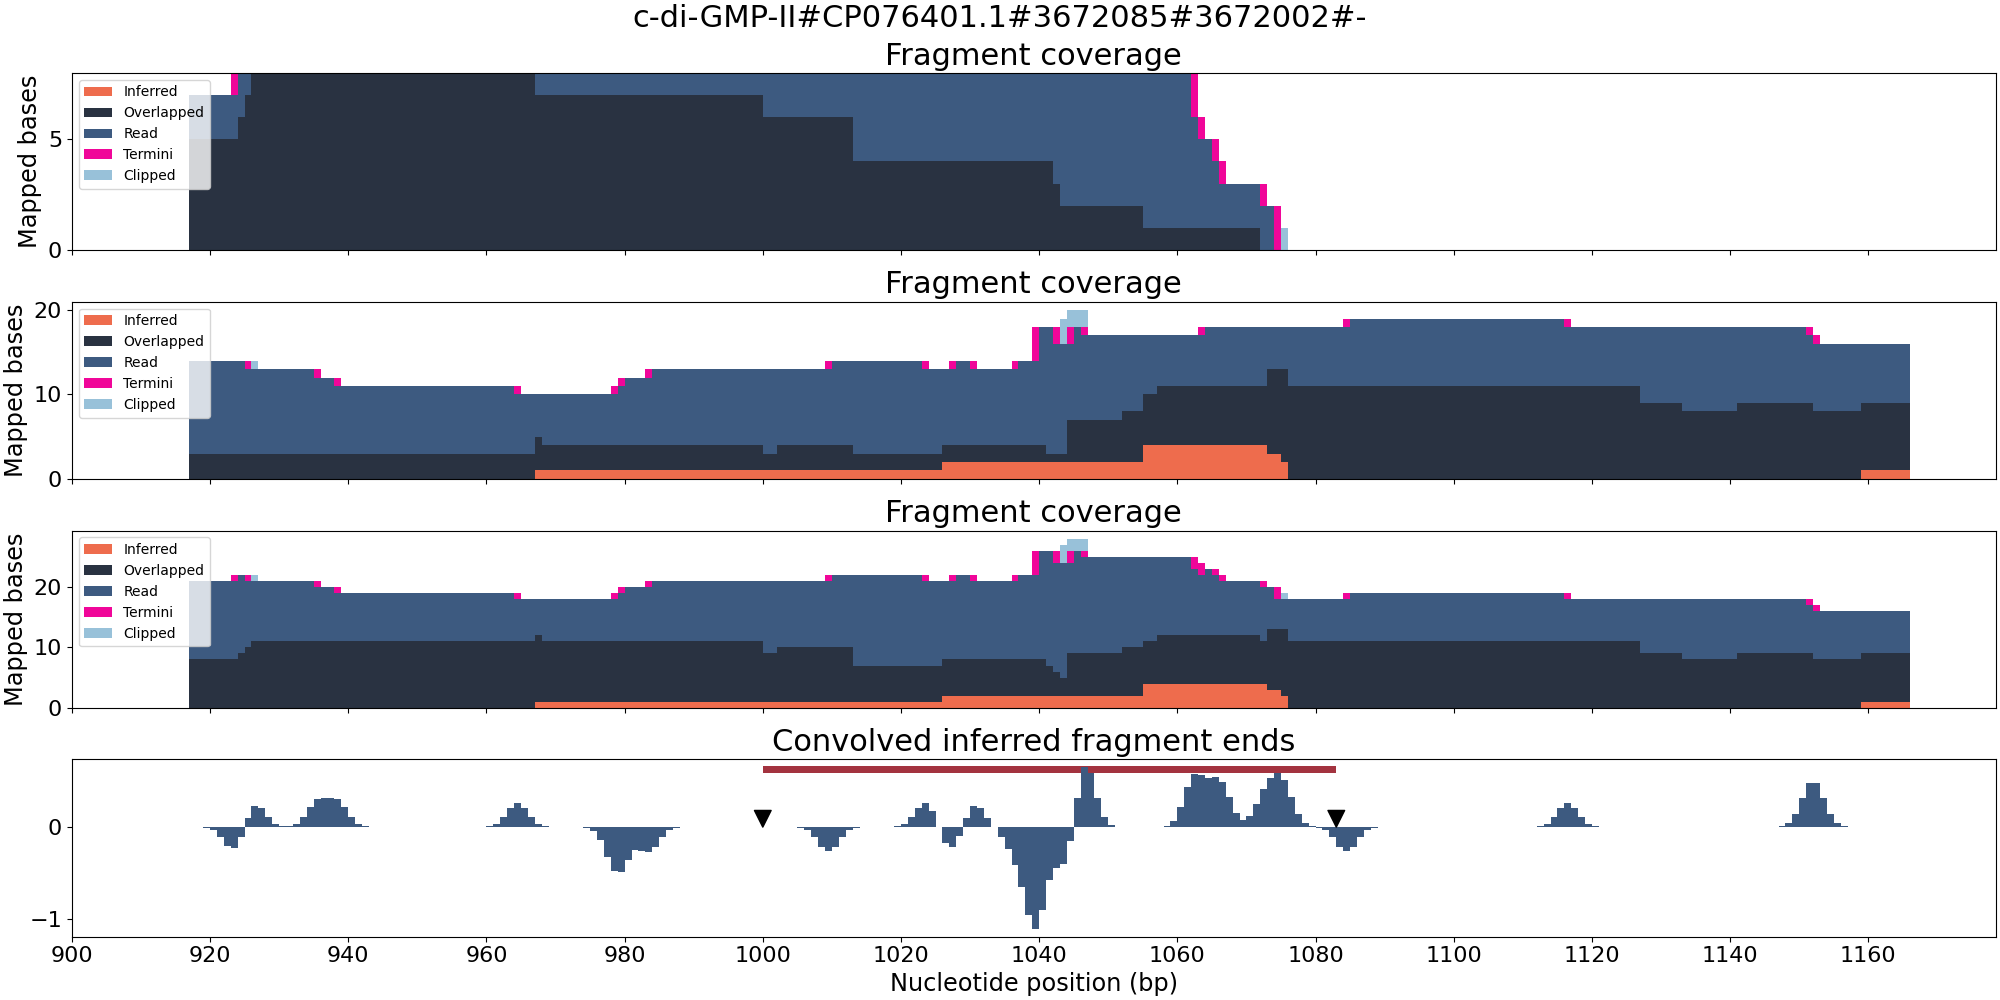 c-di-GMP-II#CP076401.1#3672085#3672002#-
Fragment coverage
Mapped bases
5
0
Inferred
Overlapped
Read
Termini
Clipped
Fragment coverage
Mapped bases
20
10
0
Inferred
Overlapped
Read
Termini
Clipped
Fragment coverage
Mapped bases
20
10
0
Inferred
Overlapped
Read
Termini
Clipped
Convolved inferred fragment ends
0
−1
900 920 940 960 980 1000 1020 1040 1060 1080 1100 1120 1140 1160
Nucleotide position (bp)